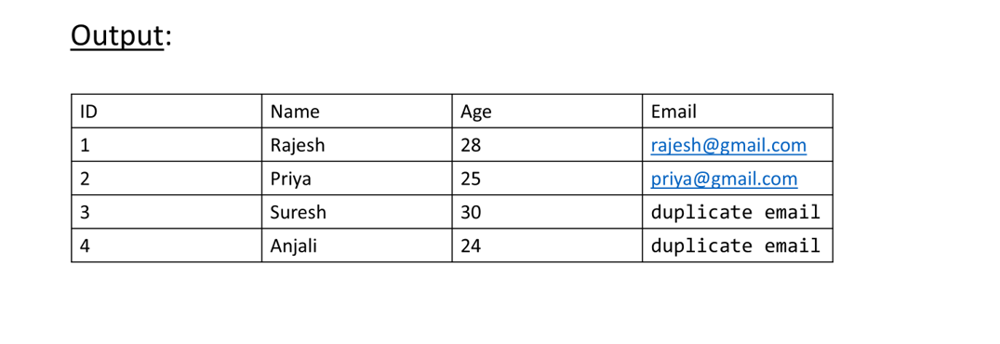 Output:
ID Name Age Email
1 Rajesh 28 rajesh@gmail.com
2 Priya 25 priya@gmail.com
3 Suresh 30 duplicate email
4 Anjali 24 duplicate email